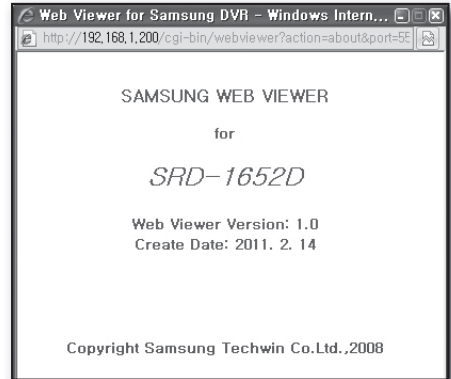 Web Viewer for Samsung DVR - Windows Intern...
http://192,168,1,200/cgi-bin/webviewer?action=about&port=55
SAMSUNG WEB VIEWER
for
SRD-1652D
Web Viewer Version: 1.0
Create Date: 2011. 2. 14
Copyright Samsung Techwin Co.Ltd.,2008